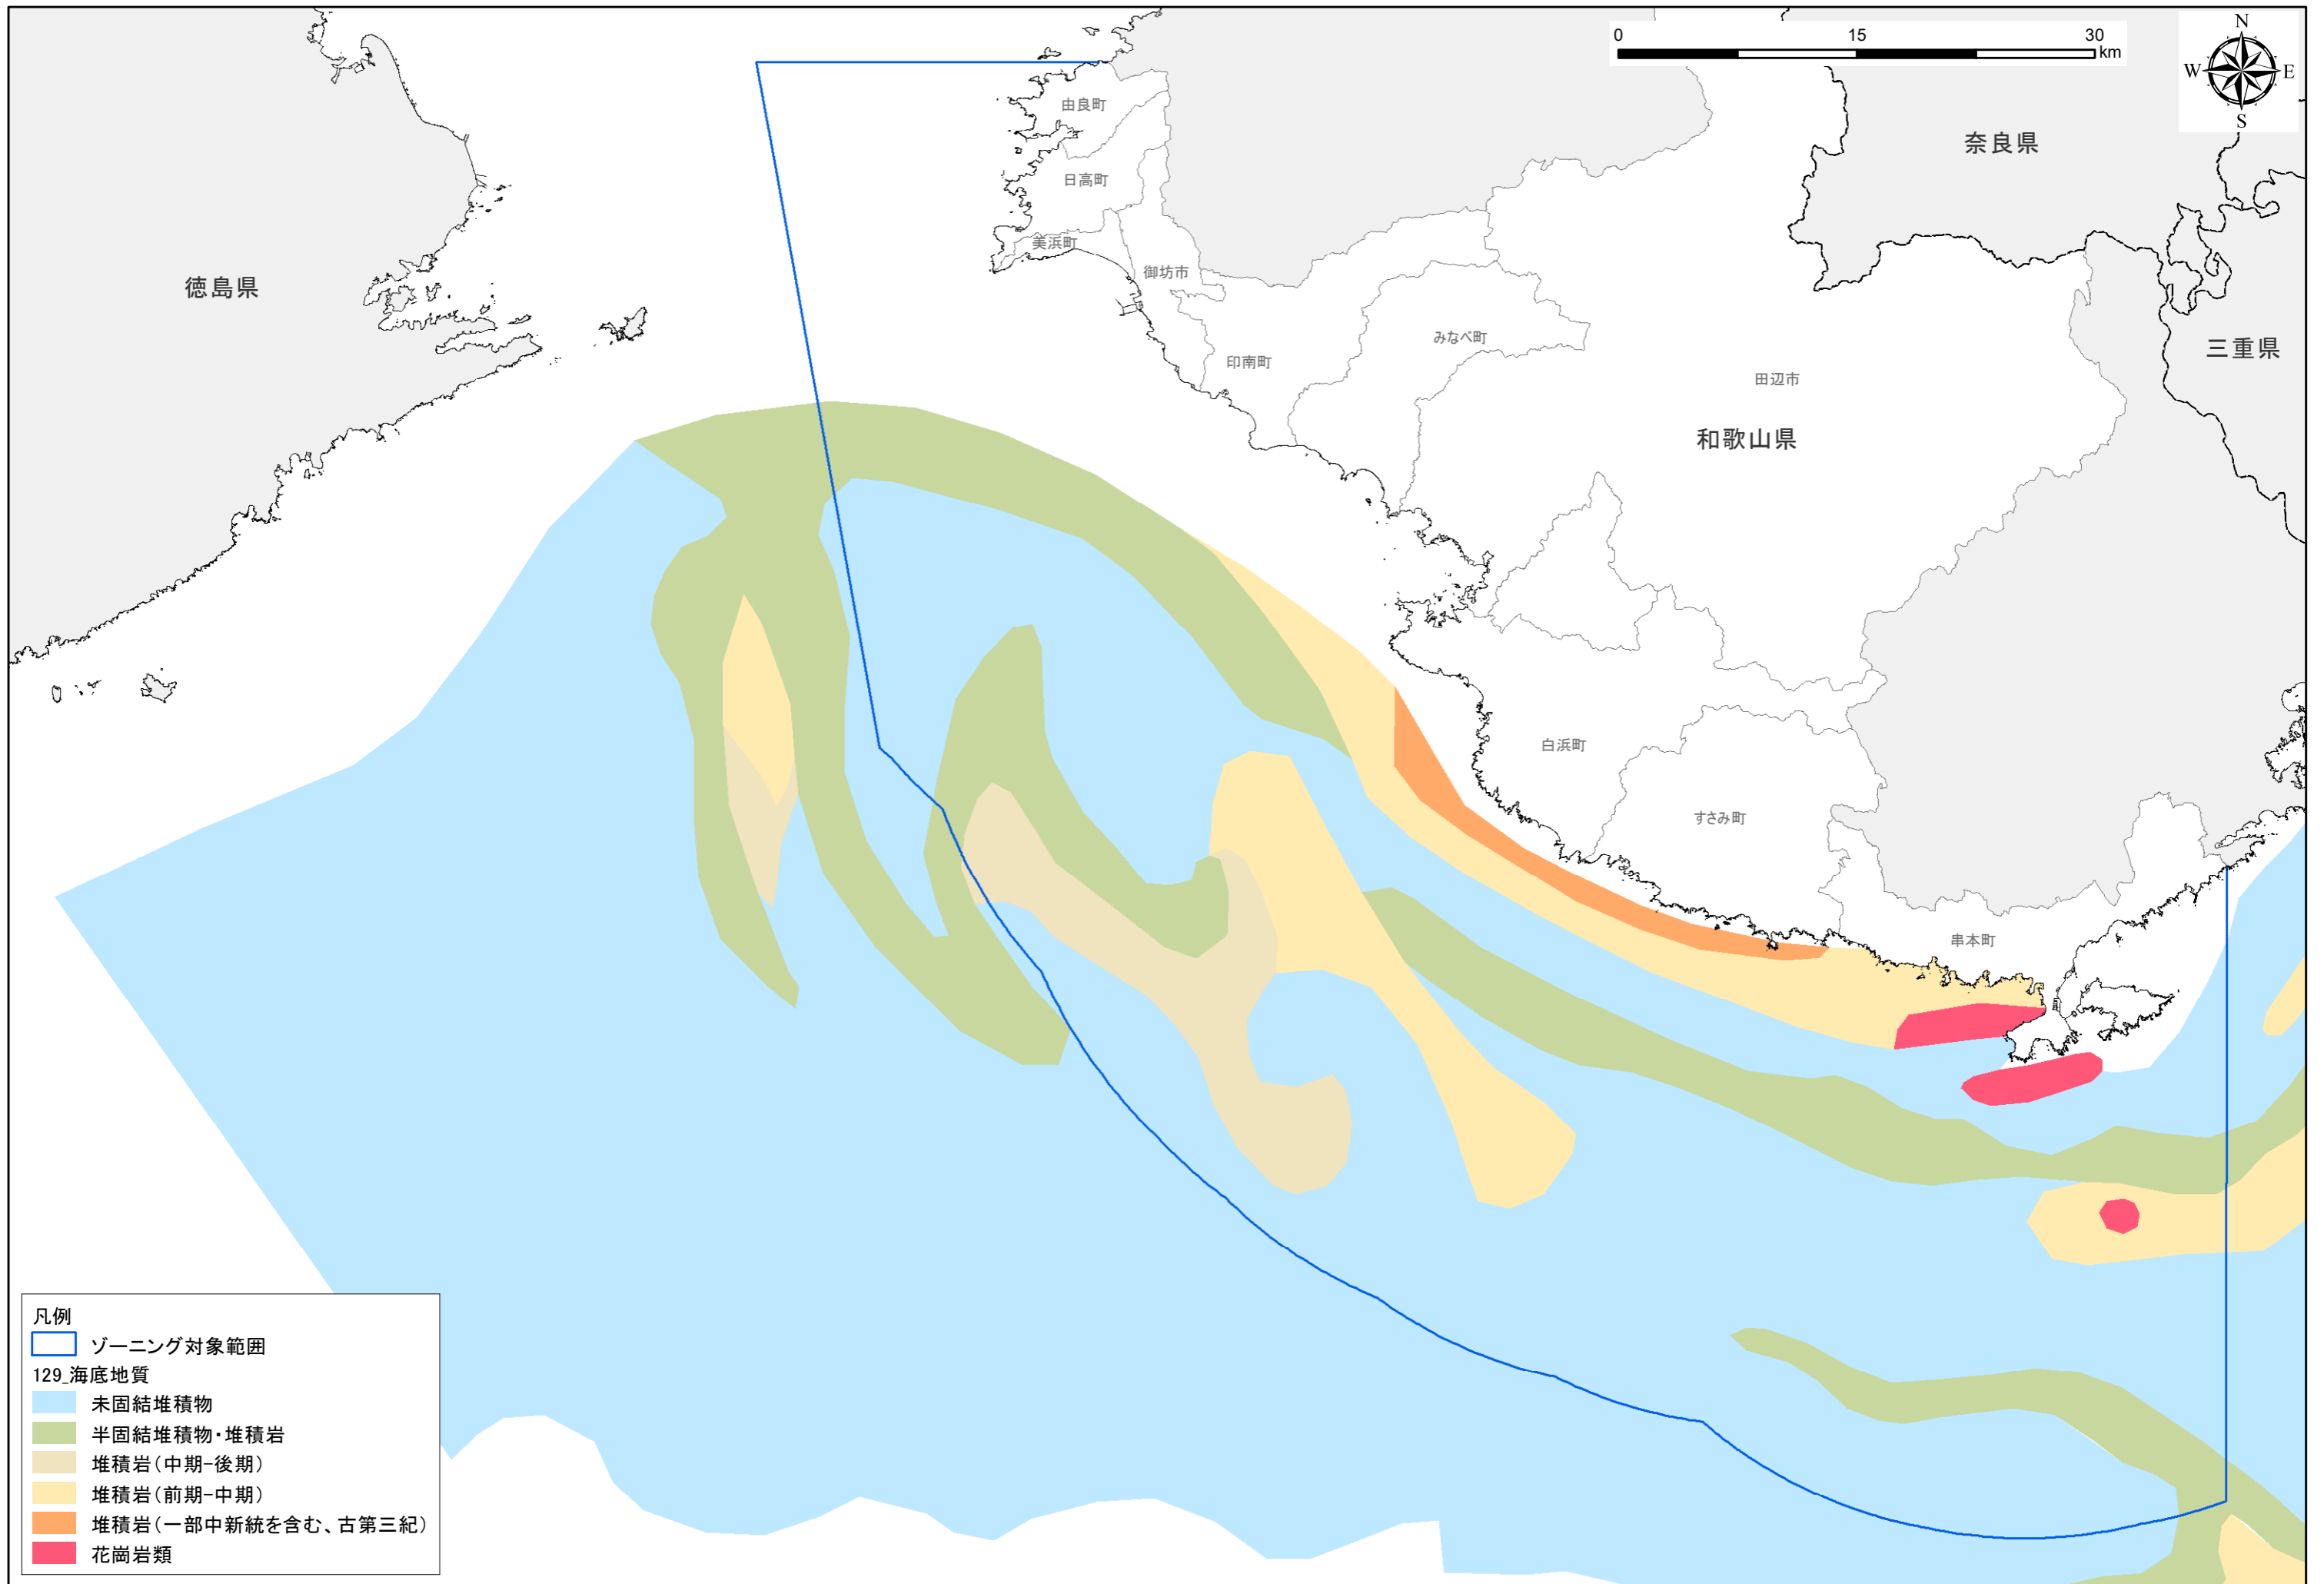 0 15 30
km
N
W E
S
由良町
奈良県
日高町
美浜町
御坊市
徳島県
みなべ町
三重県
印南町
田辺市
和歌山県
白浜町
すさみ町
串本町
凡例
ゾーニング対象範囲
129_海底地質
未固結堆積物
半固結堆積物・堆積岩
堆積岩(中期-後期)
堆積岩(前期-中期)
堆積岩(一部中新統を含む、古第三紀)
花崗岩類